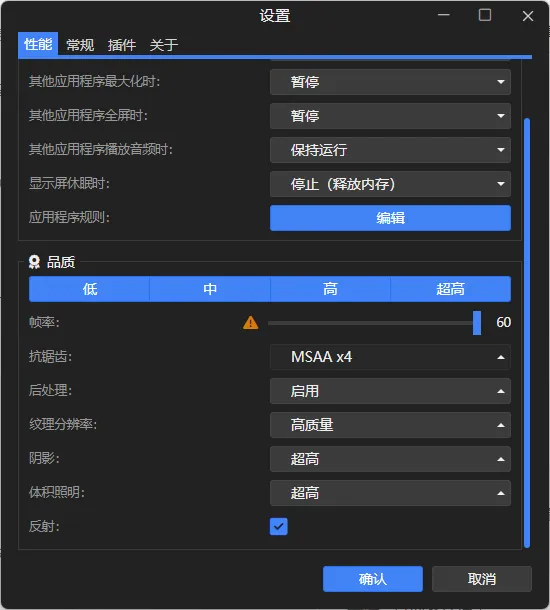 设置
性能 常规 插件 关于
其他应用程序最大化时: 暂停
其他应用程序全屏时: 暂停
其他应用程序播放音频时: 保持运行
显示屏休眠时: 停止（释放内存）
应用程序规则: 编辑
品质
低 中 高 超高
帧率: 60
抗锯齿: MSAA x4
后处理: 启用
纹理分辨率: 高质量
阴影: 超高
体积照明: 超高
反射:
确认 取消